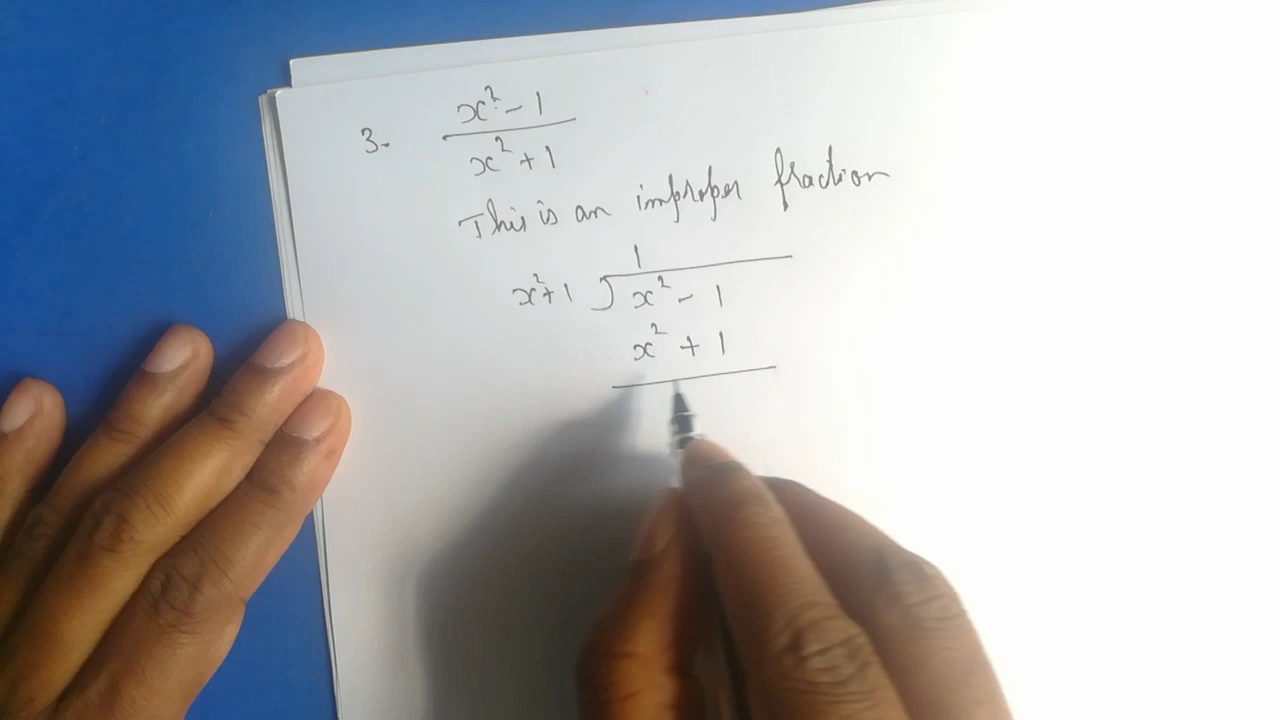 3. x² - 1
x² + 1
This is an improper fraction
1
x²+1 ) x² - 1
x² + 1